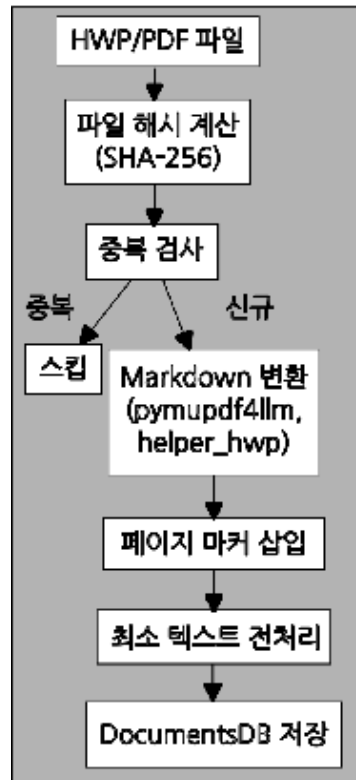 HWP/PDF 파일
파일 해시 계산
(SHA-256)
중복 검사
중복
신규
스킵
Markdown 변환
(pymupdf4llm,
helper_hwp)
페이지 마커 삽입
최소 텍스트 전처리
DocumentsDB 저장